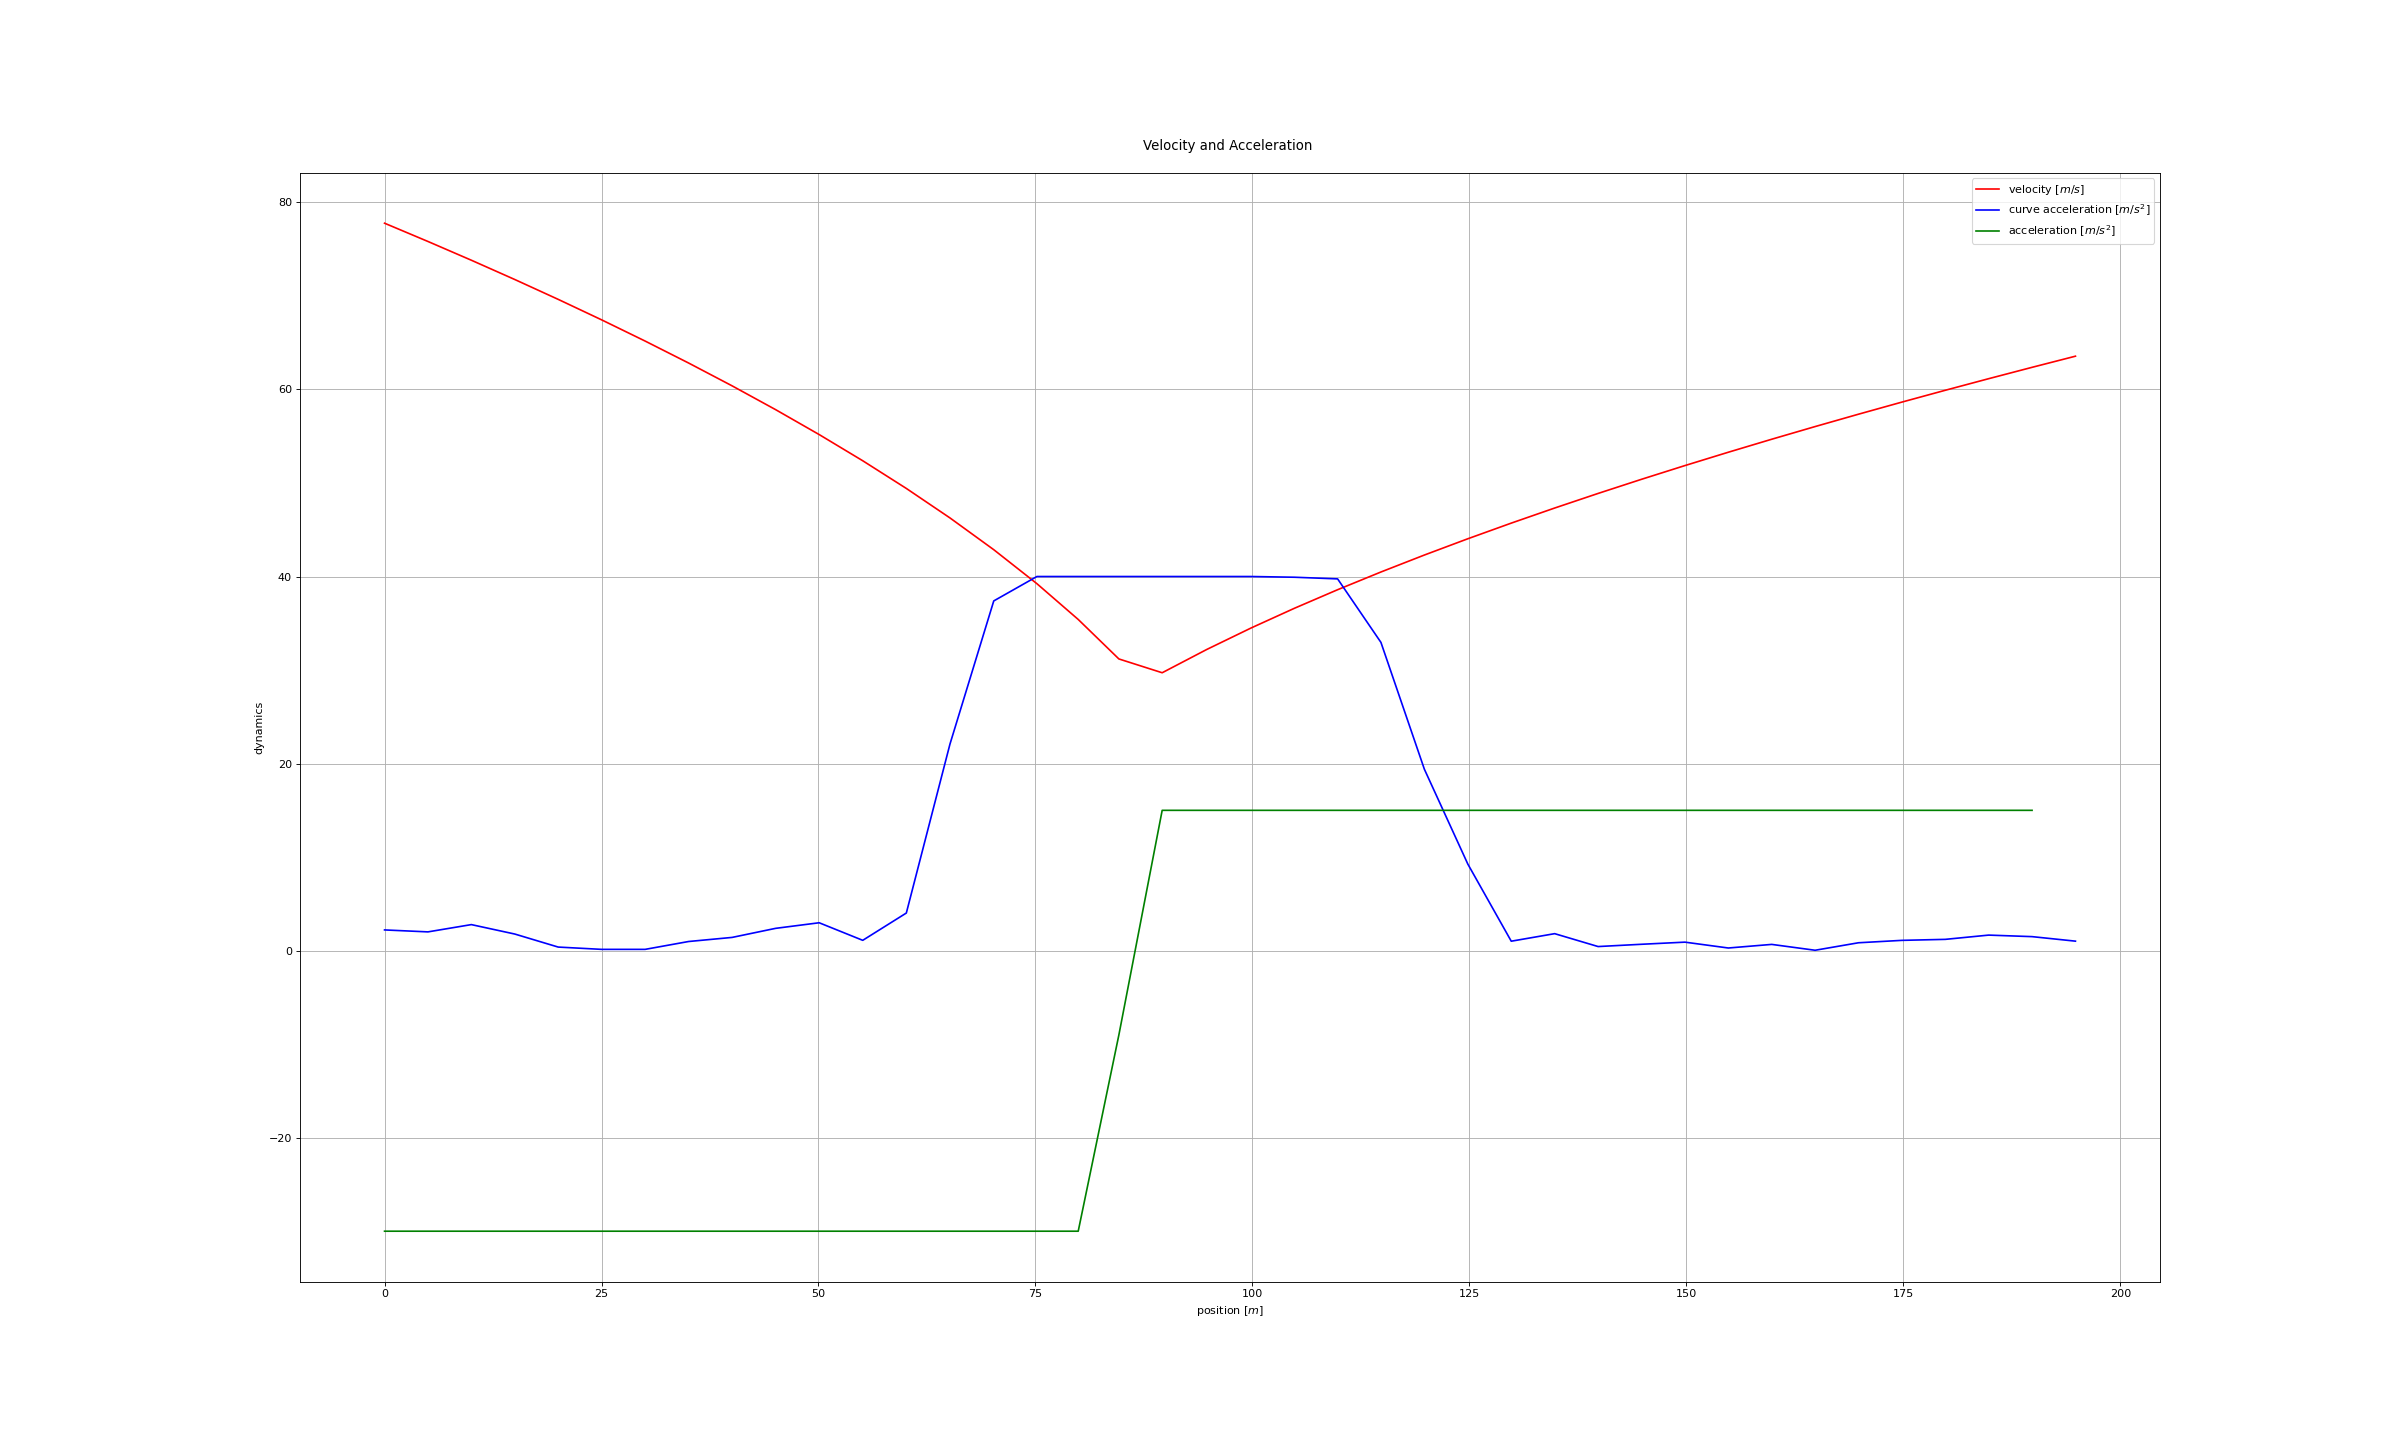 Velocity and Acceleration
velocity [m/s]
curve acceleration [m/s²]
acceleration [m/s²]
80
60
40
20
0
−20
dynamics
0 25 50 75 100 125 150 175 200
position [m]